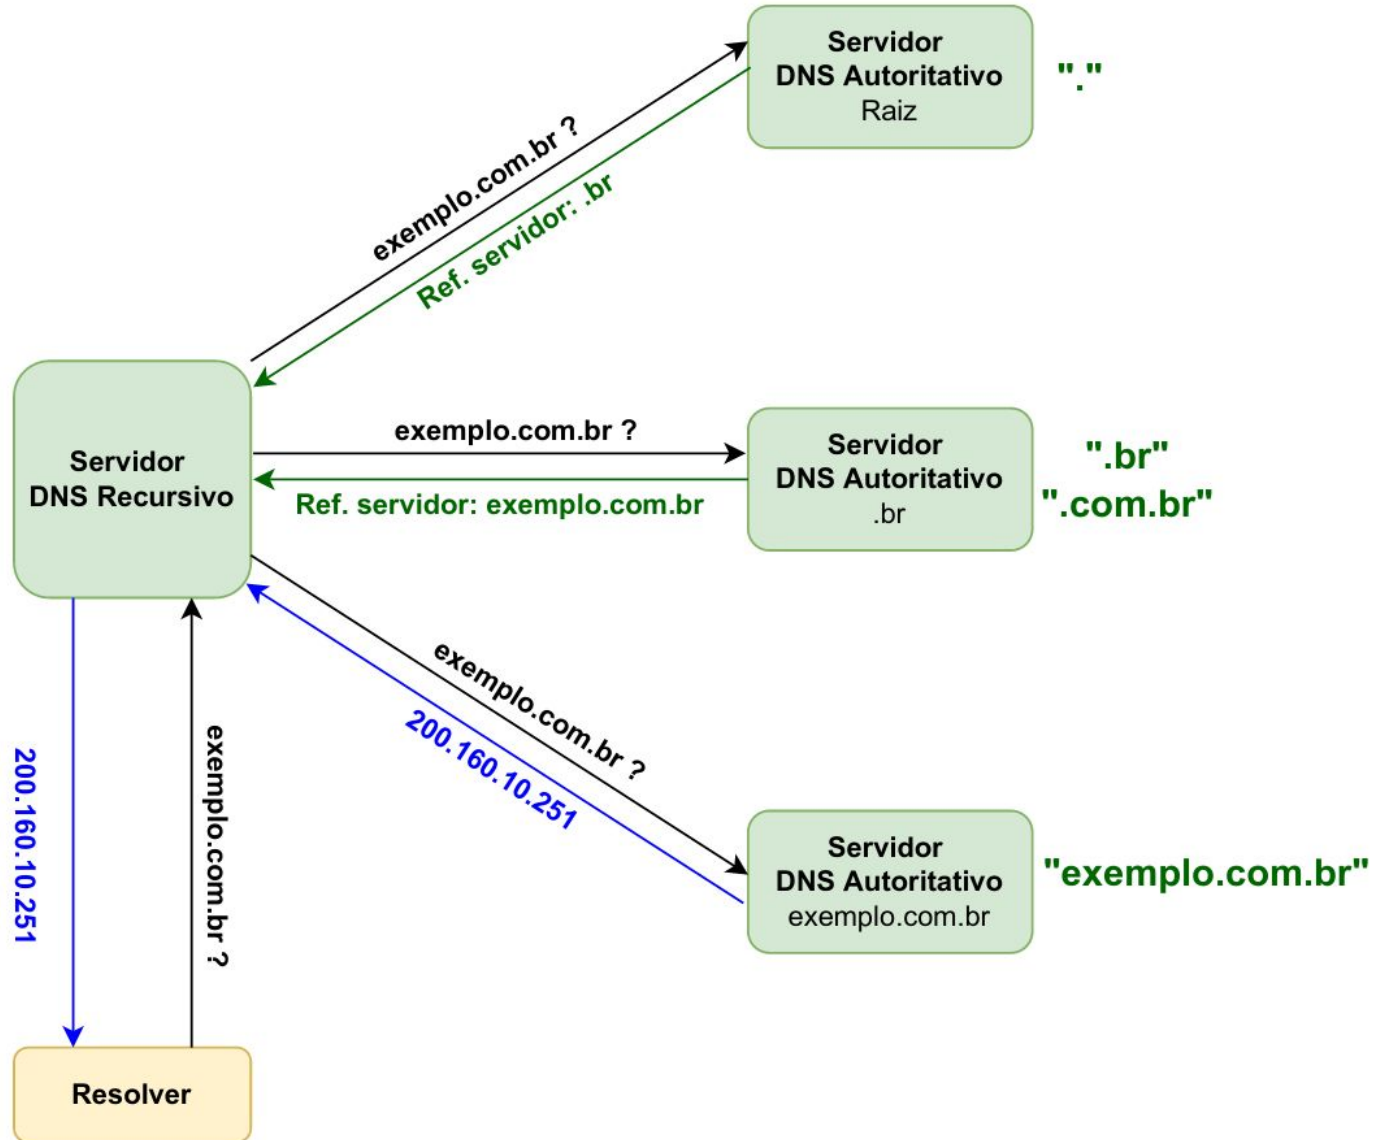 Servidor
DNS Autoritativo
Raiz
"."
exemplo.com.br ?
Ref. servidor: .br
Servidor
DNS Recursivo
exemplo.com.br ?
Ref. servidor: exemplo.com.br
Servidor
DNS Autoritativo
.br
".br"
".com.br"
exemplo.com.br ?
200.160.10.251
Servidor
DNS Autoritativo
exemplo.com.br
"exemplo.com.br"
200.160.10.251
exemplo.com.br ?
Resolver